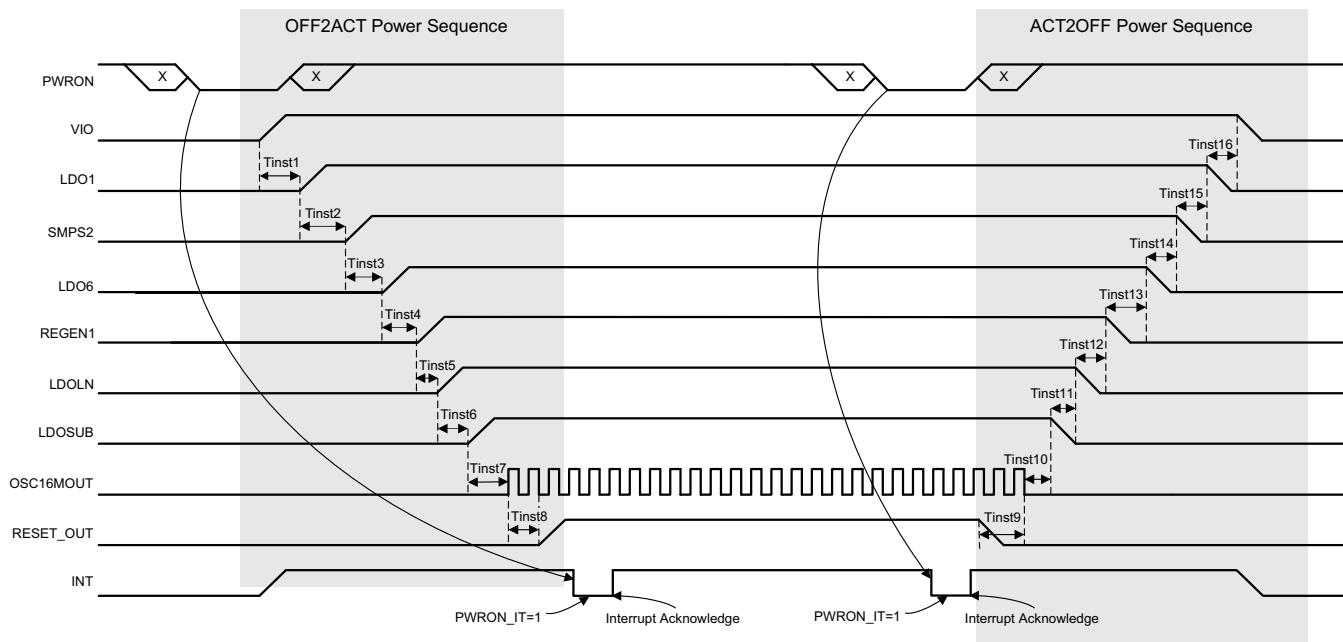 OFF2ACT Power Sequence
ACT2OFF Power Sequence
PWRON
X
X
X
X
VIO
Tinst1
Tinst16
LDO1
Tinst2
Tinst15
SMPS2
Tinst3
Tinst14
LDO6
Tinst4
Tinst13
REGEN1
Tinst5
Tinst12
LDOLN
Tinst6
Tinst11
LDOSUB
Tinst7
Tinst10
OSC16MOUT
Tinst8
Tinst9
RESET_OUT
INT
PWRON_IT=1
Interrupt Acknowledge
PWRON_IT=1
Interrupt Acknowledge